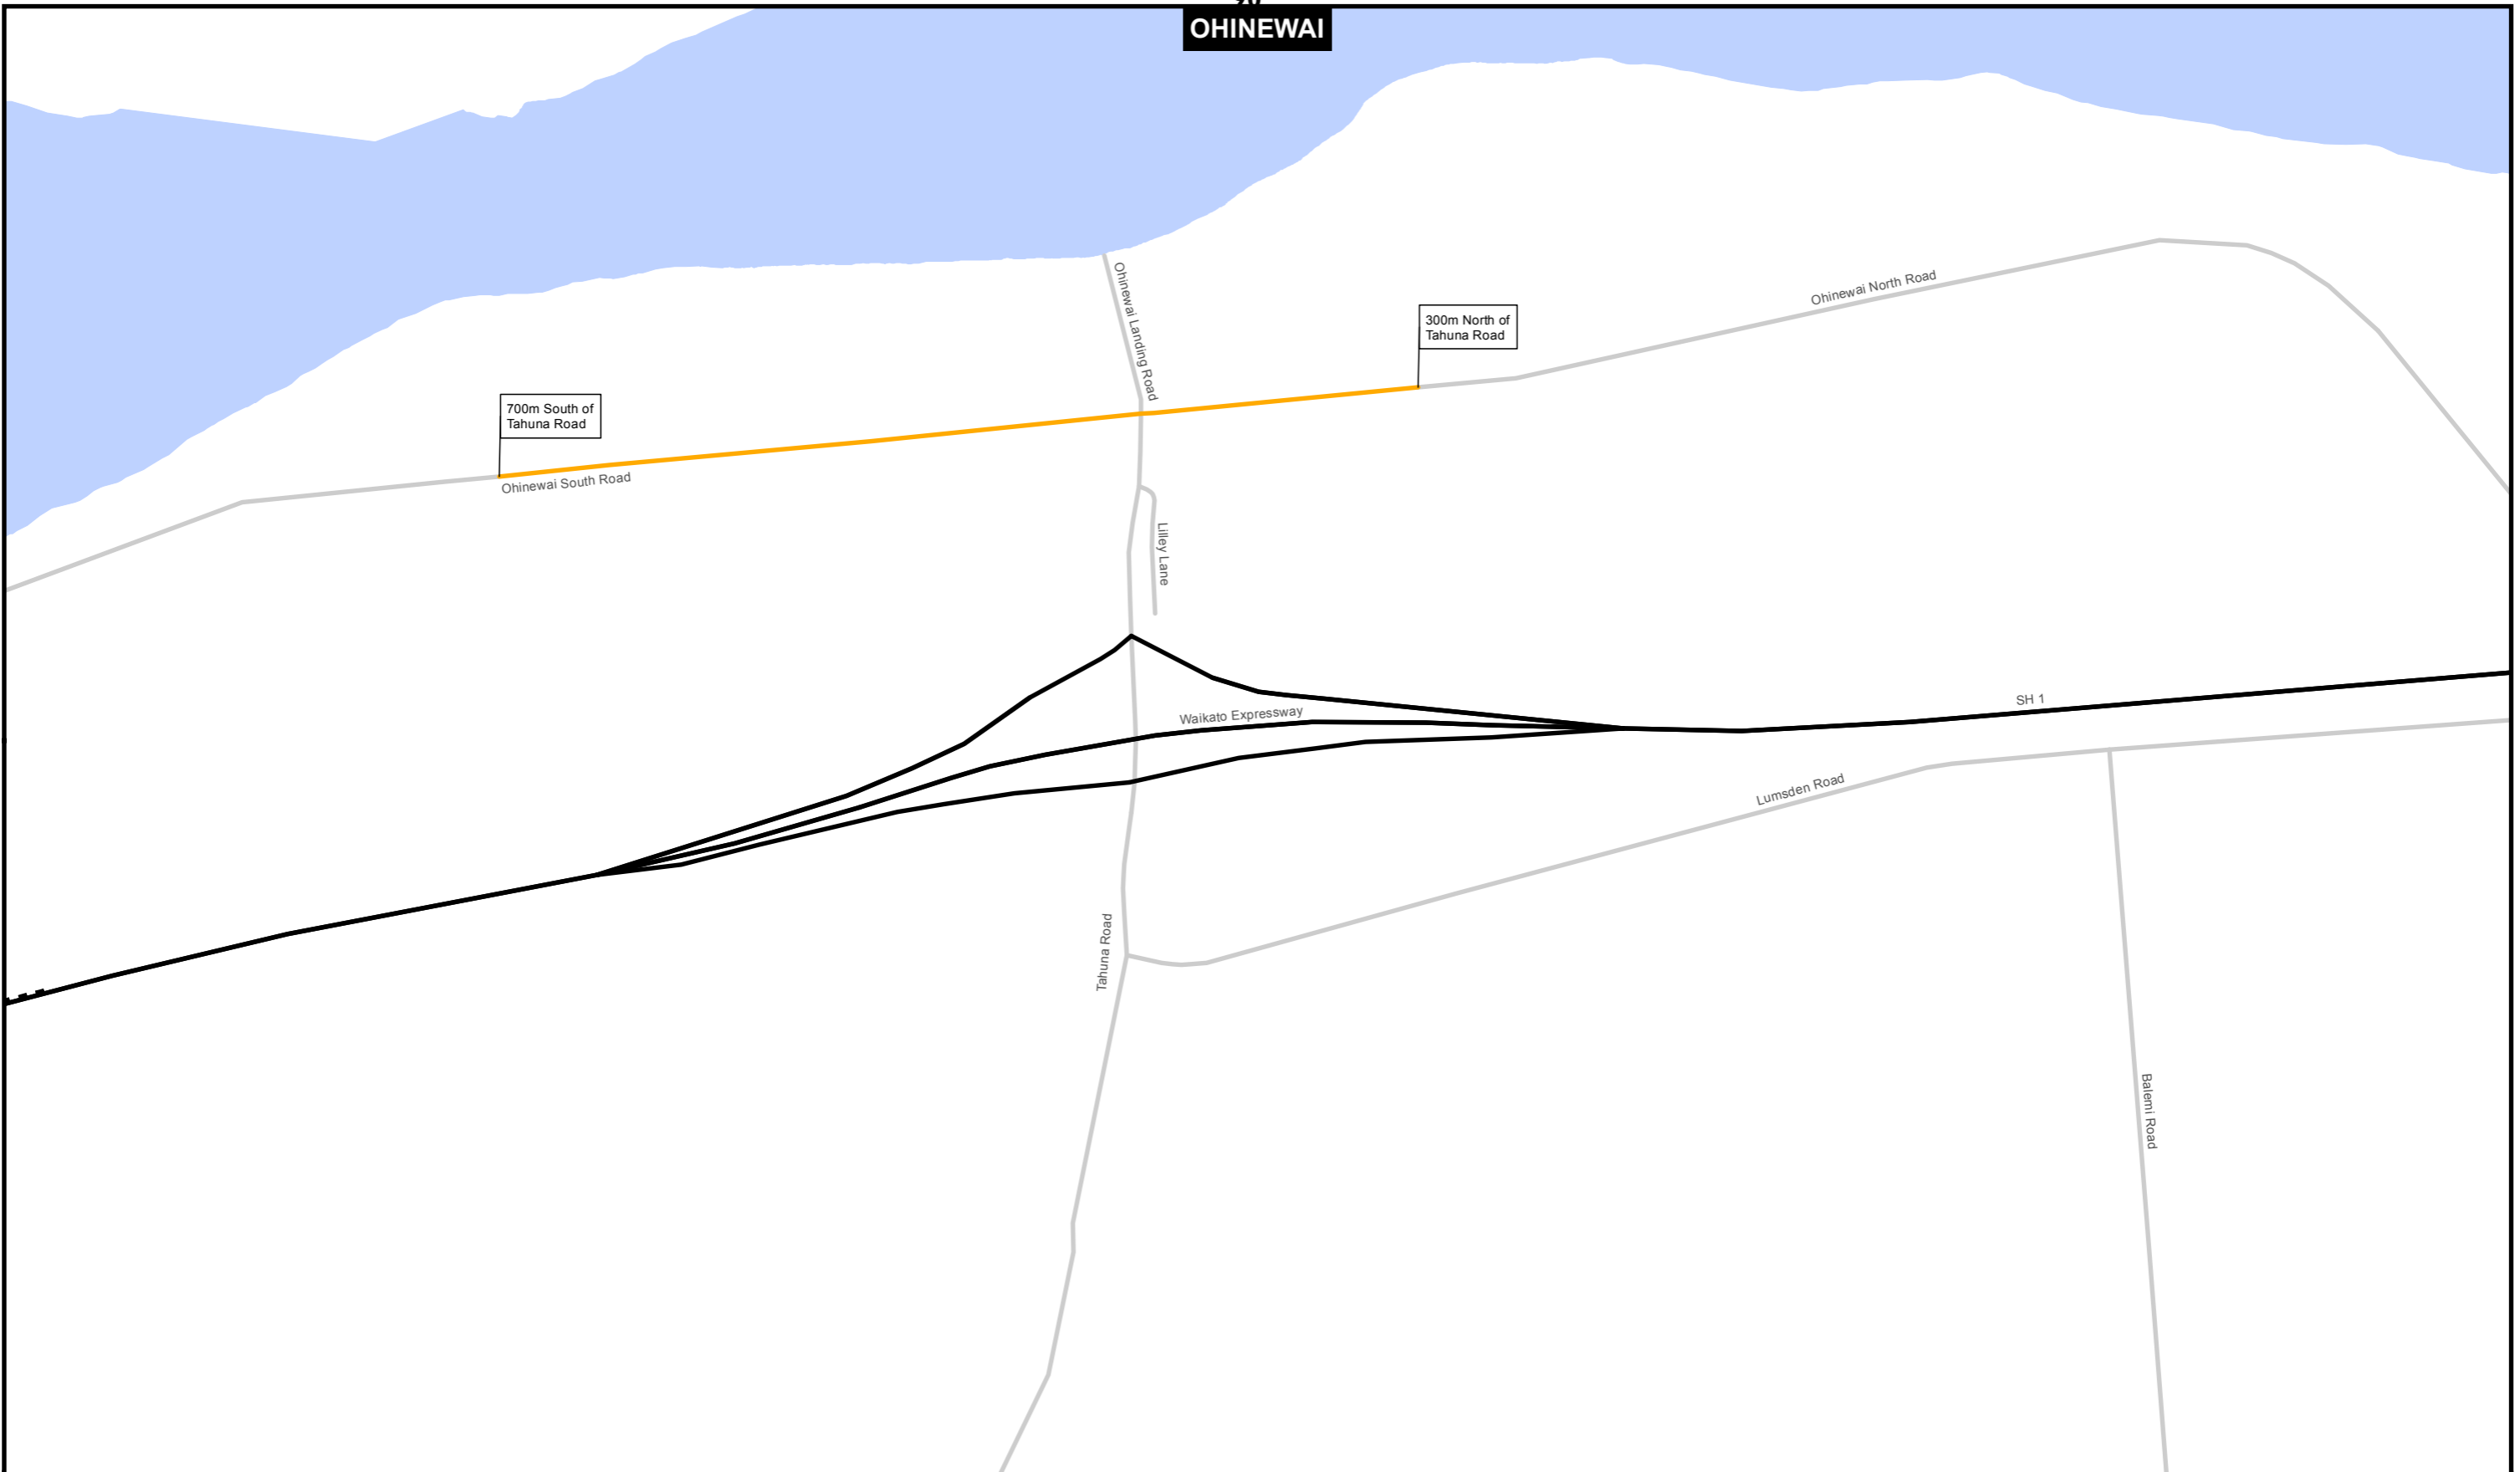 OHINEWAI
Ohinewai Landing Road
Ohinewai North Road
300m North of
Tahuna Road
700m South of
Tahuna Road
Ohinewai South Road
Lilley Lane
SH 1
Waikato Expressway
Lumsden Road
Tahuna Road
Balemi Road